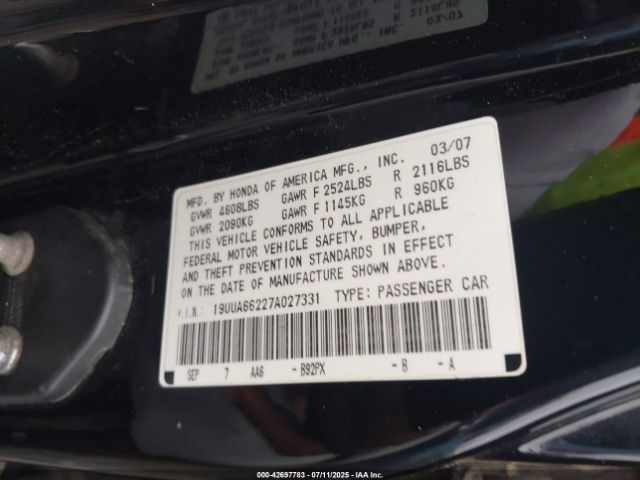 MFD. BY HONDA OF AMERICA MFG., INC. 03/07
GVWR 4608LBS GAWR F 2524LBS R 2116LBS
GVWR 2090KG GAWR F 1145KG R 960KG
THIS VEHICLE CONFORMS TO ALL APPLICABLE
FEDERAL MOTOR VEHICLE SAFETY, BUMPER,
AND THEFT PREVENTION STANDARDS IN EFFECT
ON THE DATE OF MANUFACTURE SHOWN ABOVE.
V.I.N.: 19UUA66227A027331 TYPE: PASSENGER CAR
SEP 7 AA6 - B92PX - B - A
000-42697783 - 07/11/2025 - IAA Inc.